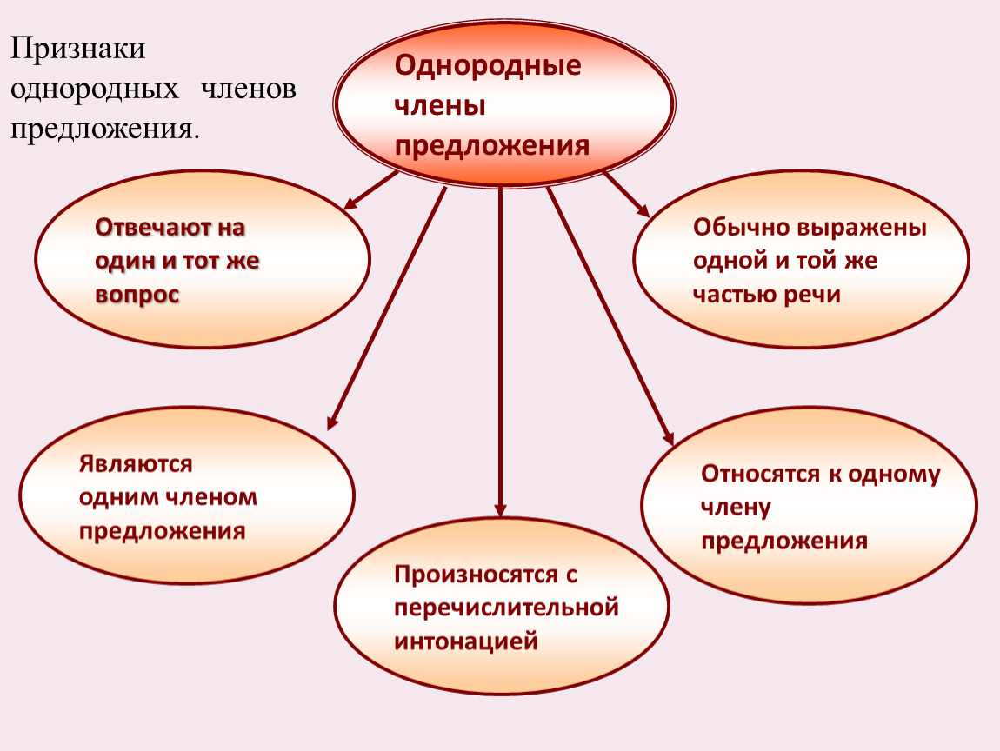 Признаки
однородных членов
предложения.
Однородные
члены
предложения
Отвечают на
один и тот же
вопрос
Обычно выражены
одной и той же
частью речи
Являются
одним членом
предложения
Относятся к одному
члену
предложения
Произносятся с
перечислительной
интонацией